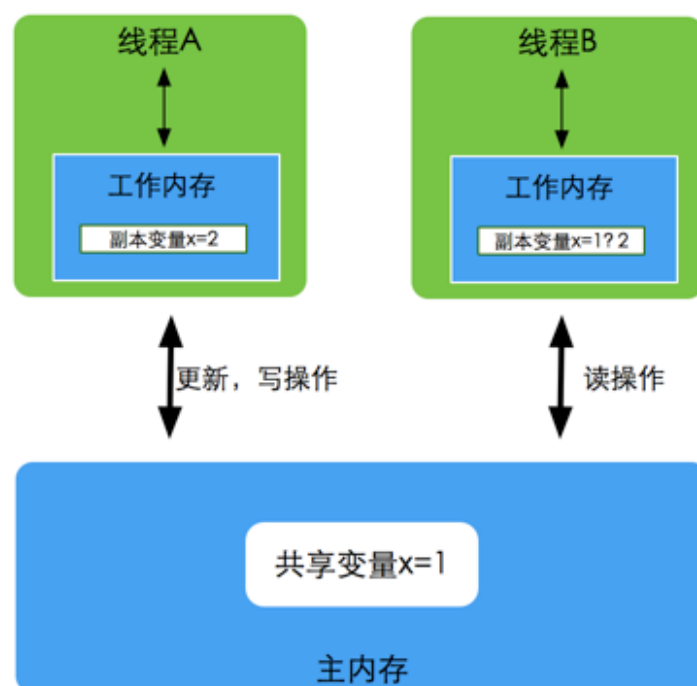 线程A
线程B
工作内存
工作内存
副本变量x=2
副本变量x=1?2
更新，写操作
读操作
共享变量x=1
主内存